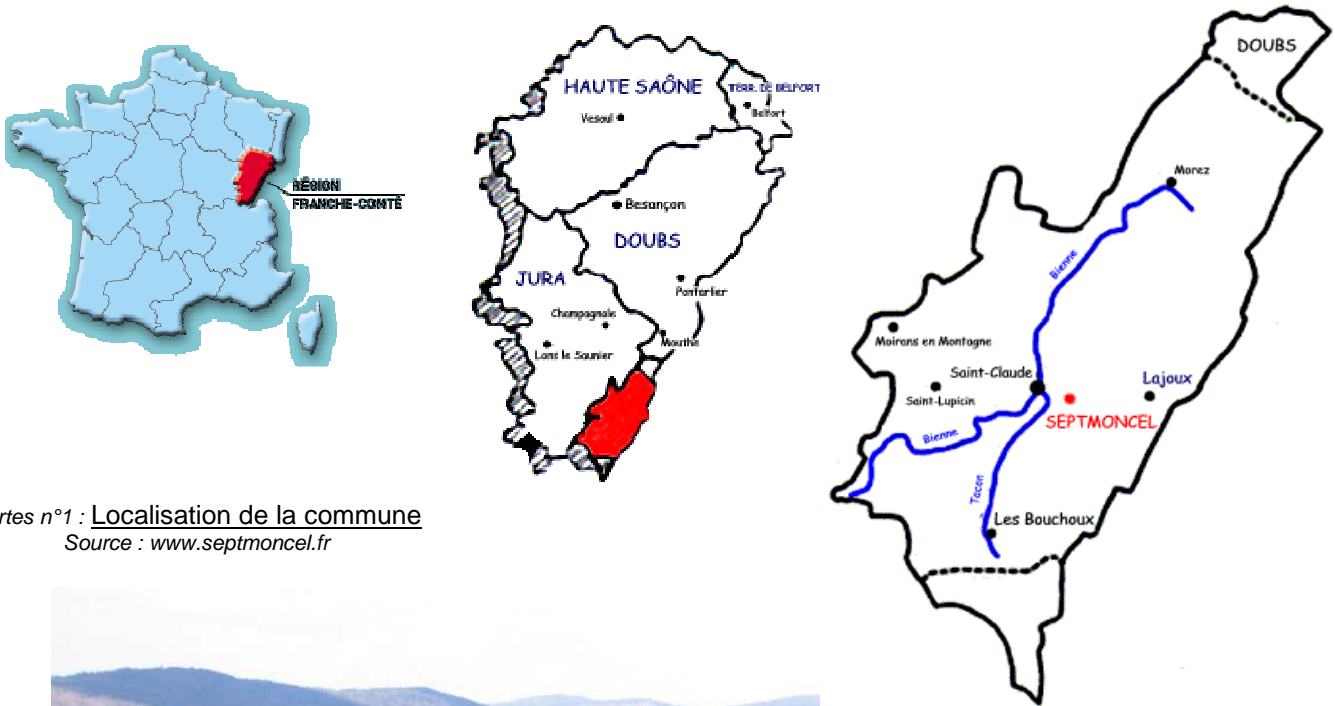 RÉGION
FRANCHE-COMTÉ
HAUTE SAÔNE
TERR. DE BELFORT
Belfort
Vesoul
Besançon
DOUBS
JURA
Pontarlier
Champagnole
Mouthe
Lons le Saunier
DOUBS
Morez
Bienne
Moirans en Montagne
Saint-Claude
Lajoux
Saint-Lupicin
SEPTMONCEL
Bienne
Tacon
Les Bouchoux
rtes n°1 : Localisation de la commune
Source : www.septmoncel.fr